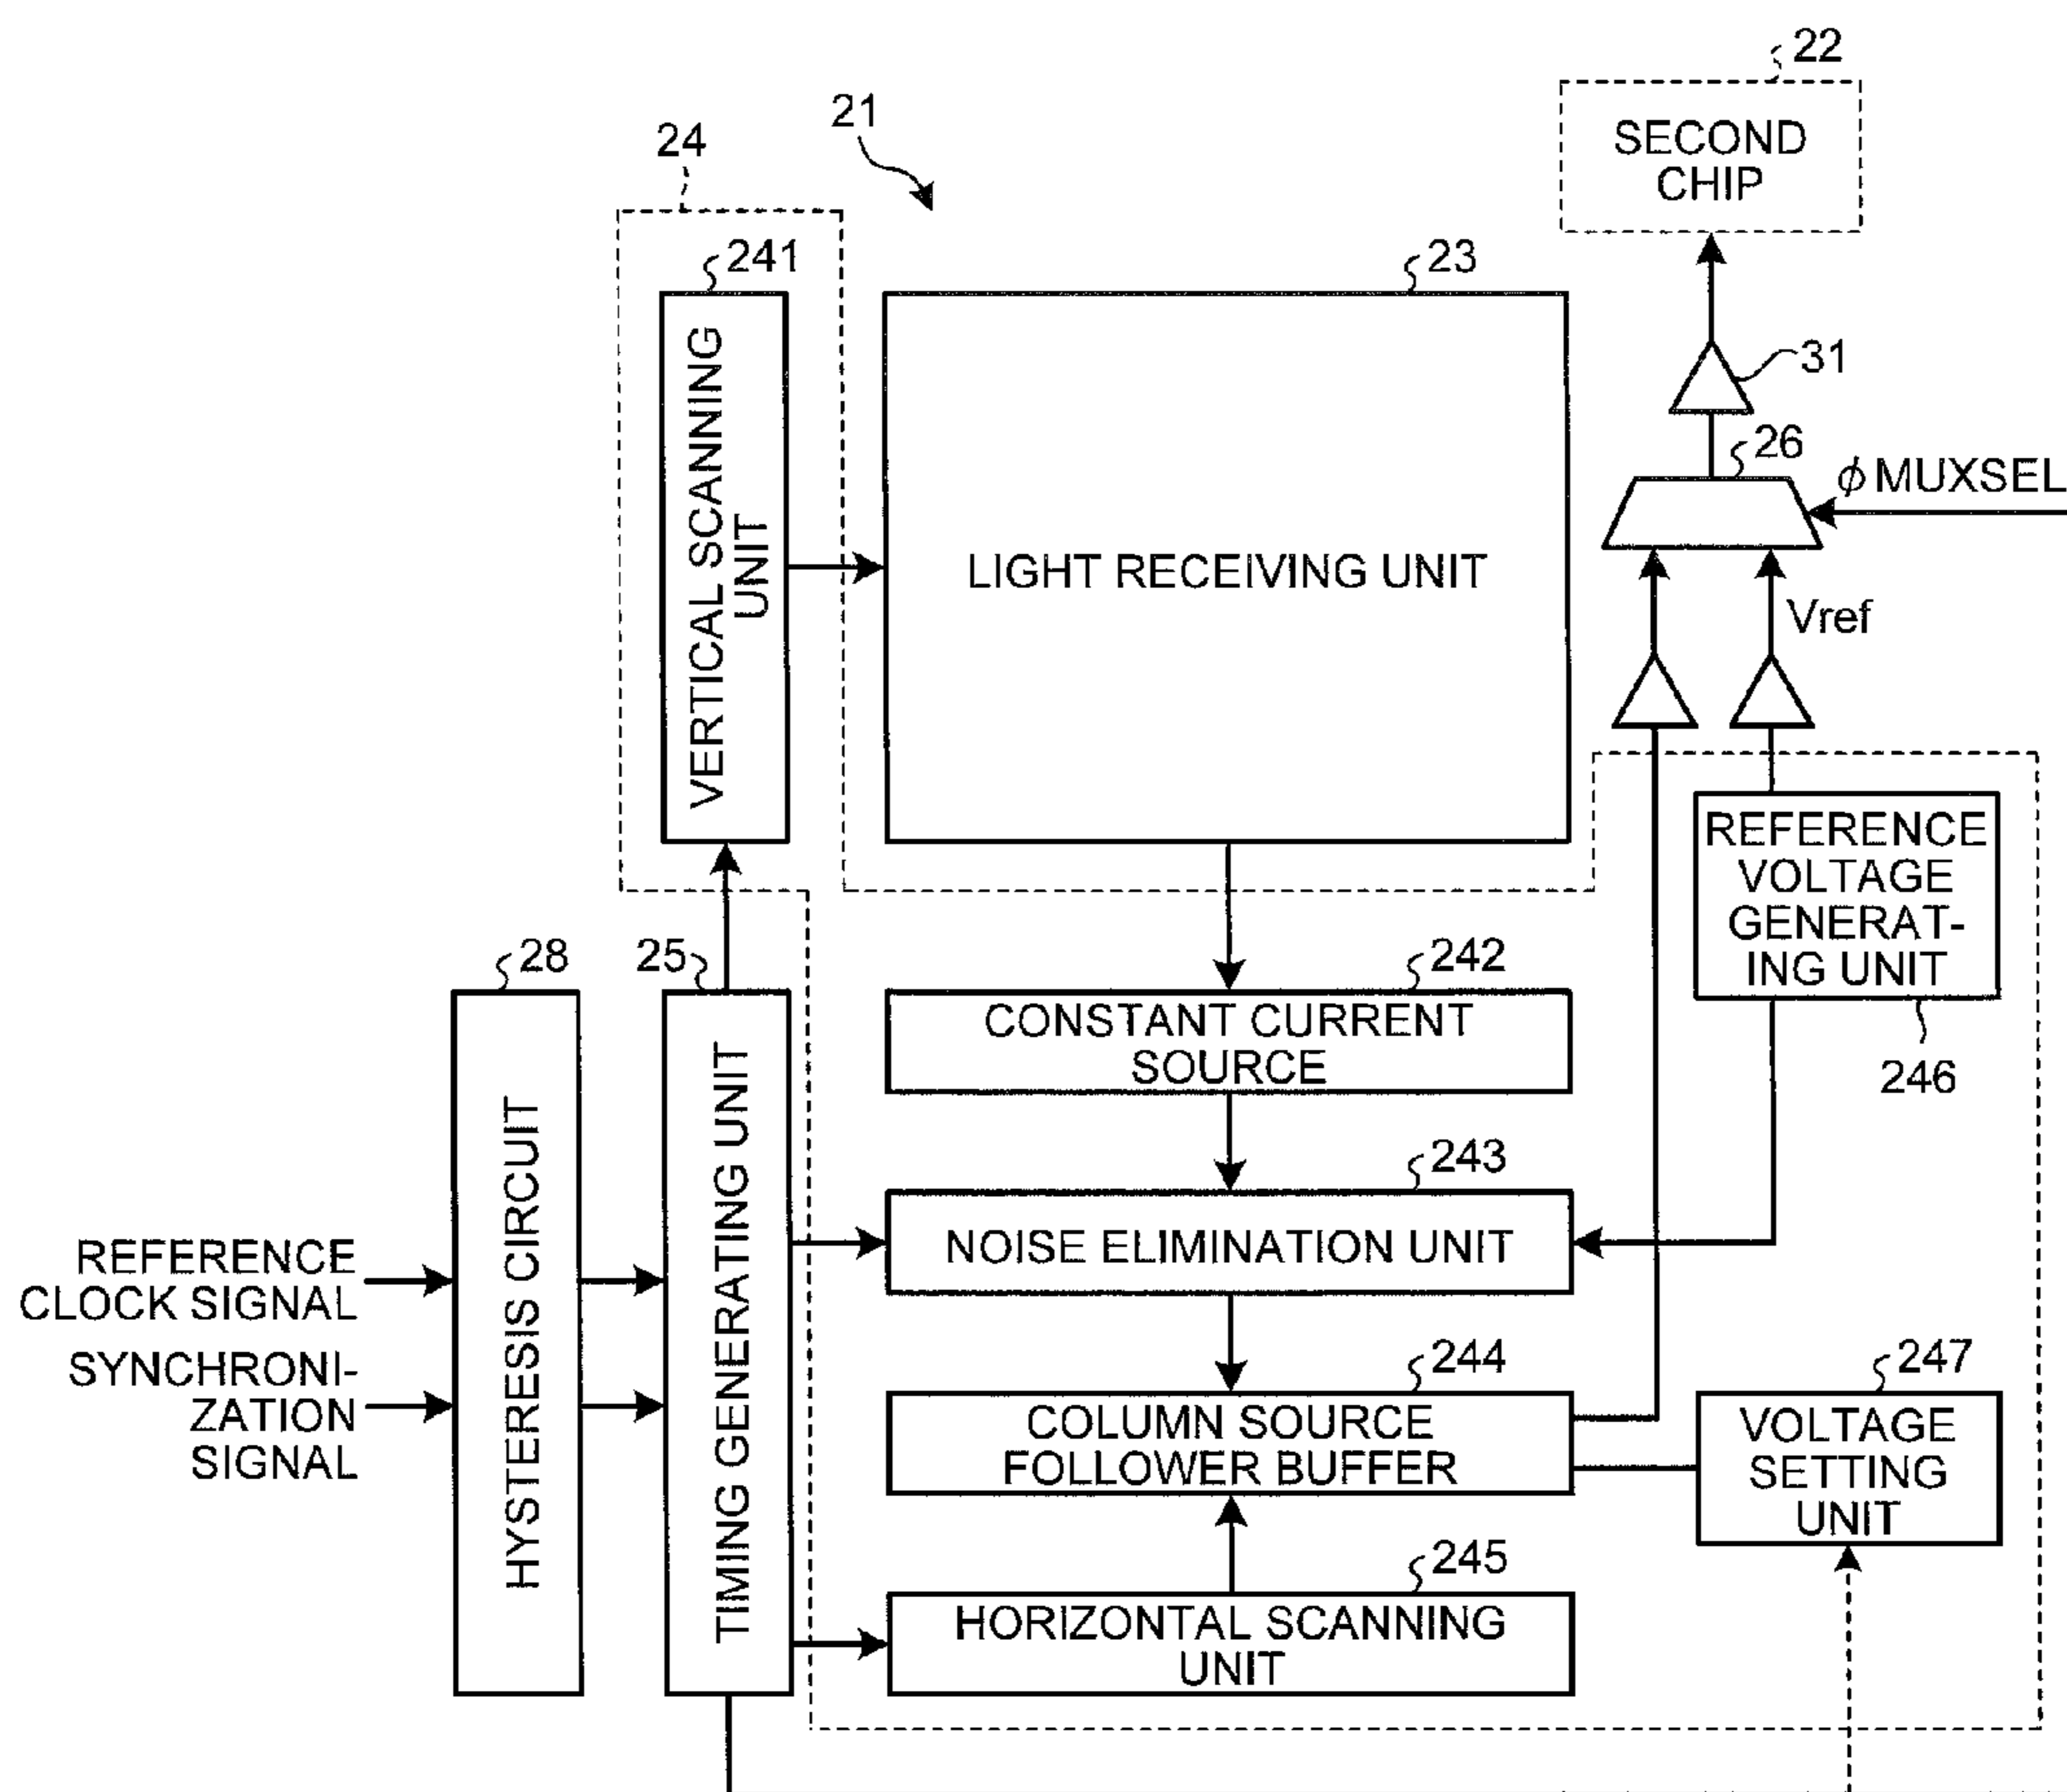 22
SECOND
CHIP
21
24
241
VERTICAL SCANNING
UNIT
23
LIGHT RECEIVING UNIT
31
26
ϕ MUXSEL
Vref
REFERENCE
VOLTAGE
GENERAT-
ING UNIT
246
28
HYSTERESIS CIRCUIT
25
TIMING GENERATING UNIT
242
CONSTANT CURRENT
SOURCE
243
NOISE ELIMINATION UNIT
REFERENCE
CLOCK SIGNAL
SYNCHRONI-
ZATION
SIGNAL
244
COLUMN SOURCE
FOLLOWER BUFFER
247
VOLTAGE
SETTING
UNIT
245
HORIZONTAL SCANNING
UNIT